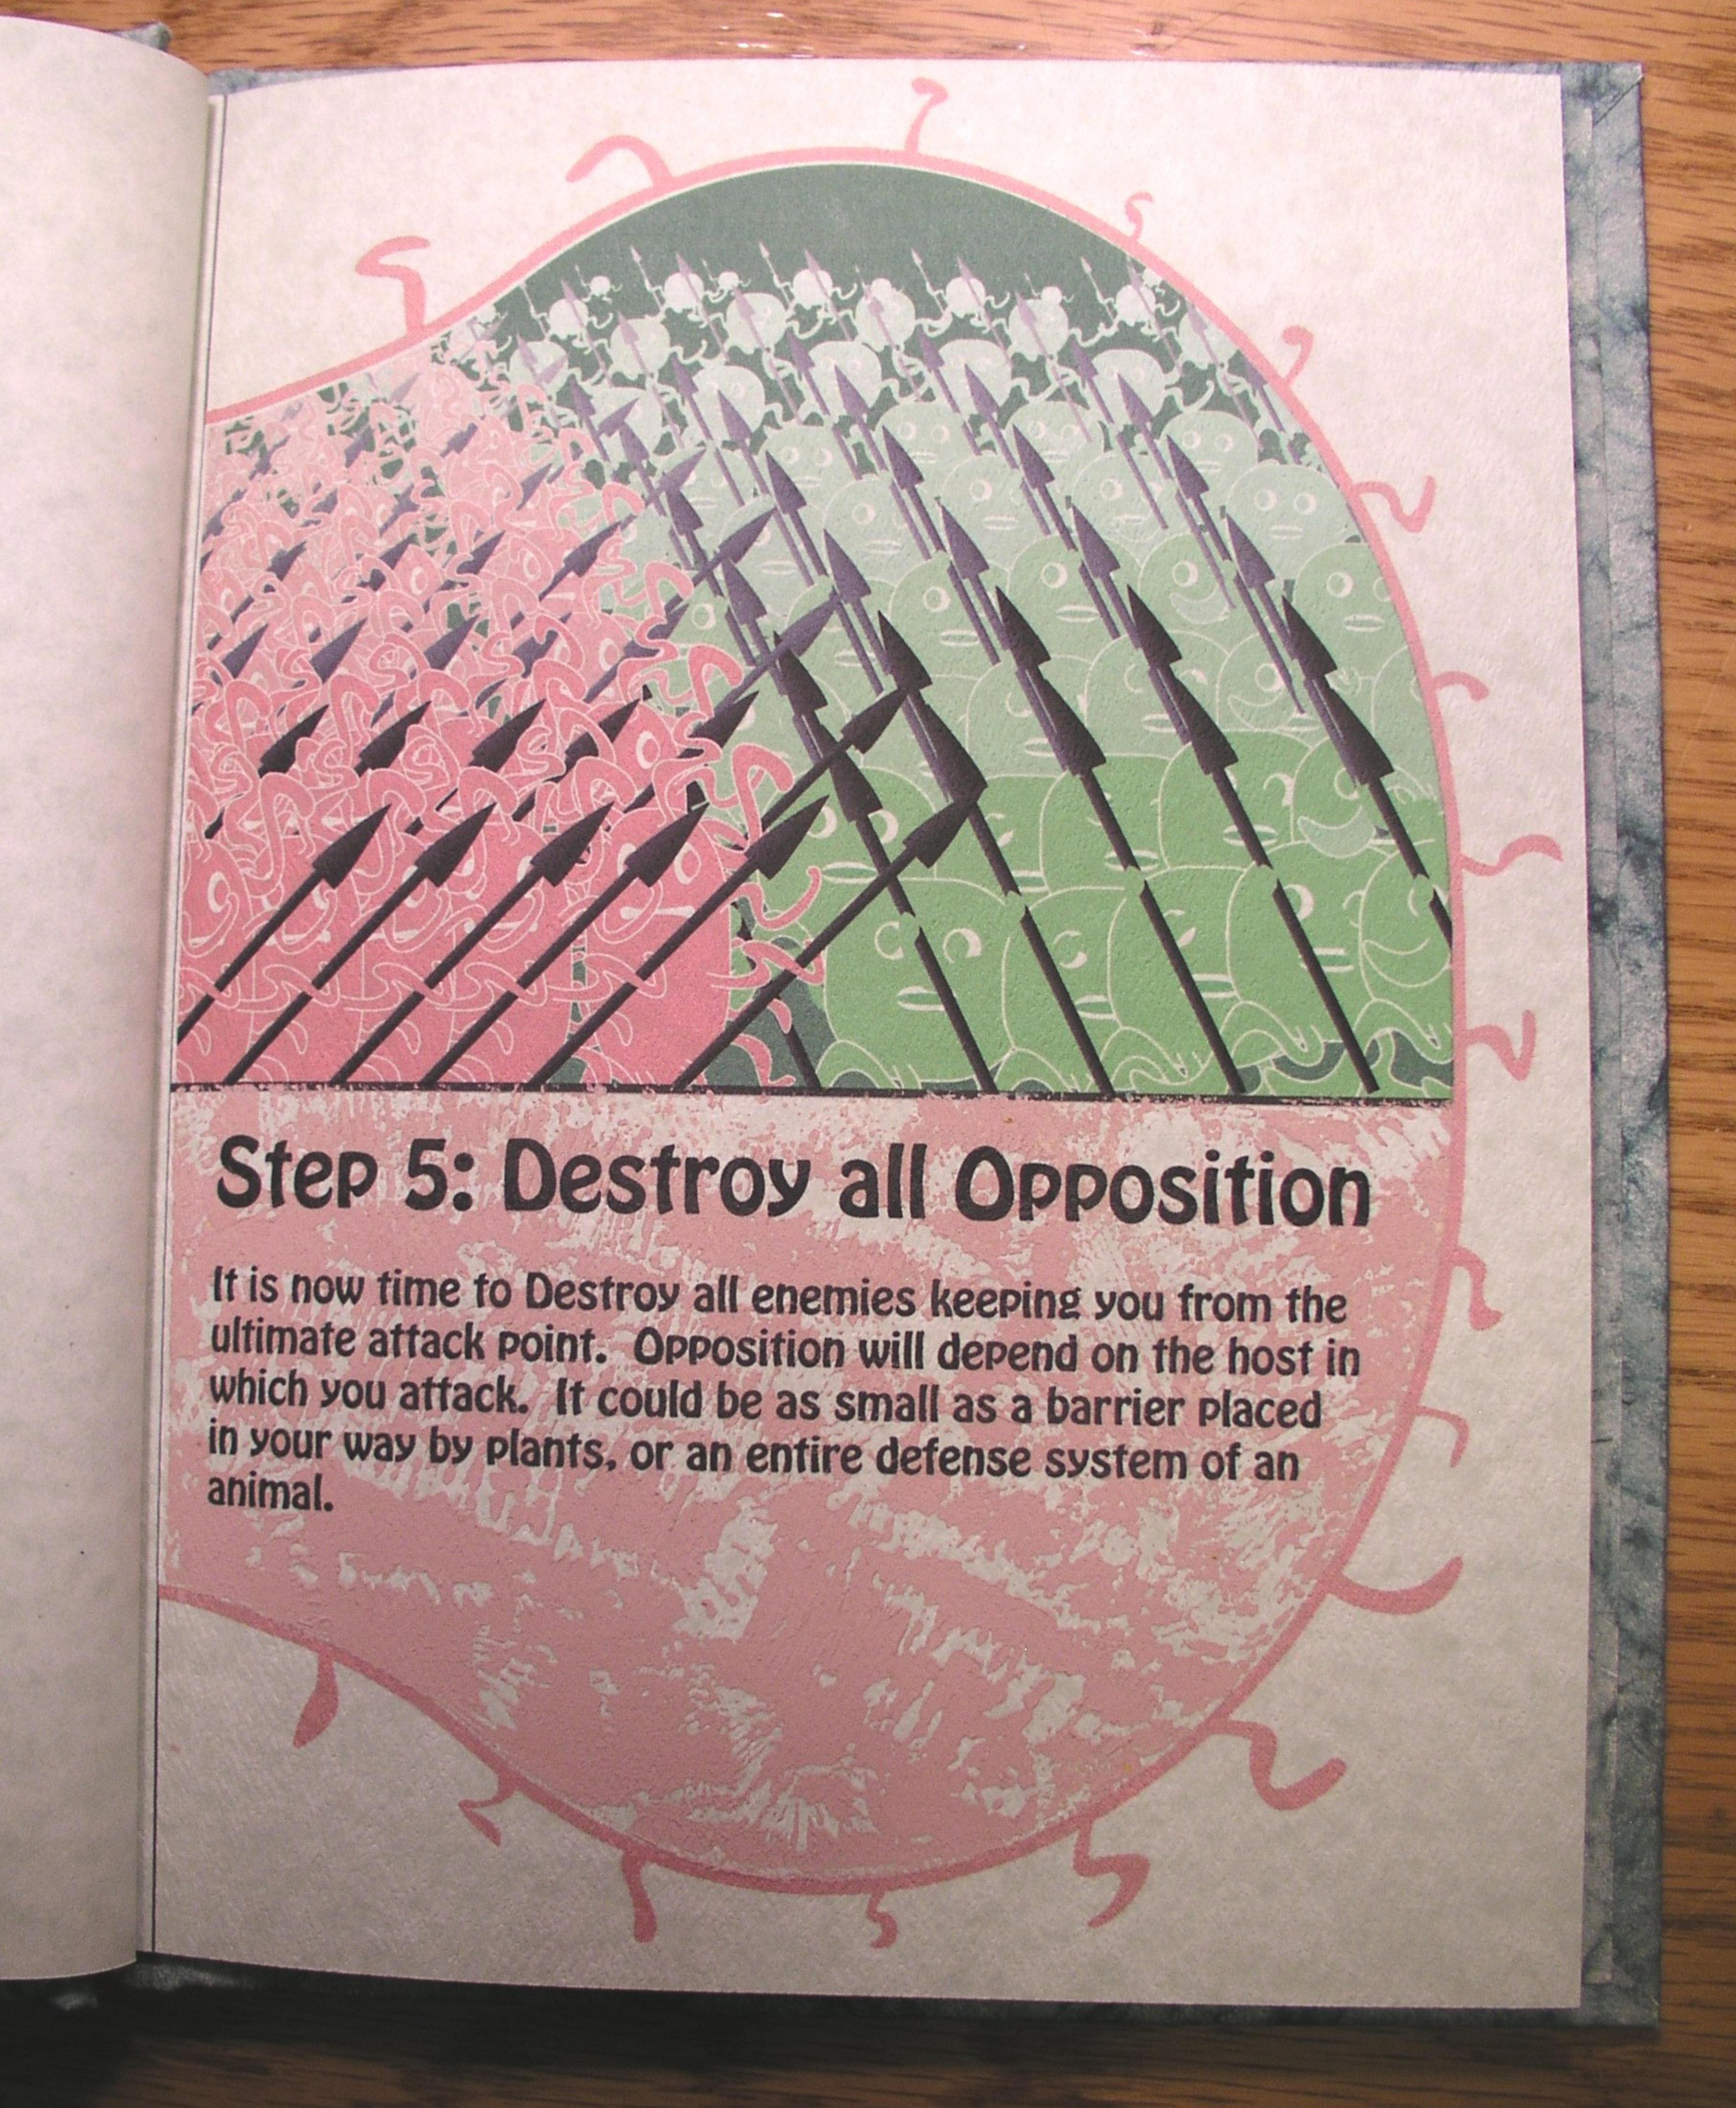 Step 5: Destroy all Opposition
It is now time to Destroy all enemies keeping you from the
ultimate attack point. Opposition will depend on the host in
which you attack. It could be as small as a barrier placed
in your way by plants, or an entire defense system of an
animal.